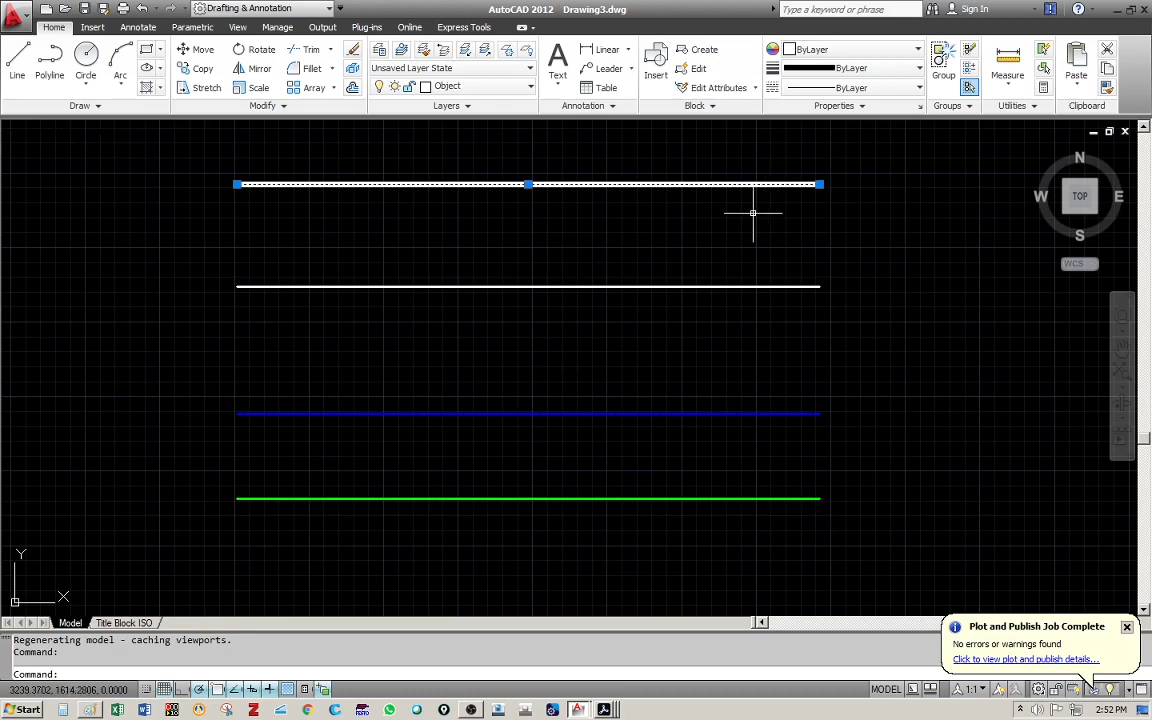 Drafting & Annotation
AutoCAD 2012 Drawing3.dwg
Type a keyword or phrase
Sign In
Home Insert Annotate Parametric View Manage Output Plug-ins Online Express Tools
Line
Polyline
Circle
Arc
Move Rotate Trim
Copy Mirror Fillet
Stretch Scale Array
Unsaved Layer State
Object
Text
Linear
Leader
Table
Insert
Create
Edit
Edit Attributes
ByLayer
ByLayer
ByLayer
Group
Measure
Paste
Draw
Modify
Layers
Annotation
Block
Properties
Groups
Utilities
Clipboard
N
W TOP E
S
WCS
Y
X
Model Title Block ISO
Regenerating model - caching viewports.
Command:
Command:
Plot and Publish Job Complete
No errors or warnings found
Click to view plot and publish details...
3239.3702, 1614.2806, 0.0000
MODEL
1:1
Start
2:52 PM